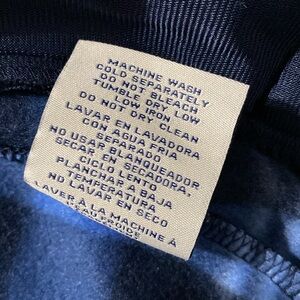 MACHINE WASH
COLD SEPARATELY
DO NOT BLEACH
TUMBLE DRY LOW
LOW IRON
DO NOT DRY CLEAN
LAVAR EN LAVADORA
CON AGUA FRIA
SEPARADO
NO USAR BLANQUEADOR
SECAR EN SECADORA,
CICLO LENTO
PLANCHAR A BAJA
TEMPERATURA
NO LAVAR EN SECO
LAVER À LA MACHINE À
L'EAU FROIDE